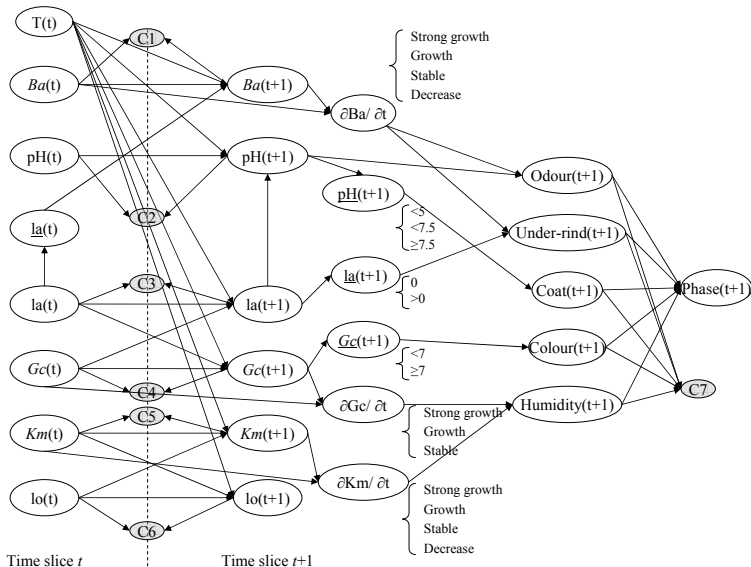 T(t)
C1
Strong growth
Growth
Stable
Decrease
Ba(t)
Ba(t+1)
∂Ba/ ∂t
pH(t)
pH(t+1)
Odour(t+1)
pH(t+1)
<5
<7.5
≥7.5
la(t)
C2
Under-rind(t+1)
C3
la(t+1)
0
>0
la(t)
la(t+1)
Coat(t+1)
Phase(t+1)
Gc(t+1)
<7
≥7
Colour(t+1)
Gc(t)
Gc(t+1)
C4
C7
∂Gc/ ∂t
Humidity(t+1)
Strong growth
Growth
Stable
C5
Km(t)
Km(t+1)
∂Km/ ∂t
Strong growth
Growth
Stable
Decrease
lo(t)
lo(t+1)
C6
Time slice t
Time slice t+1